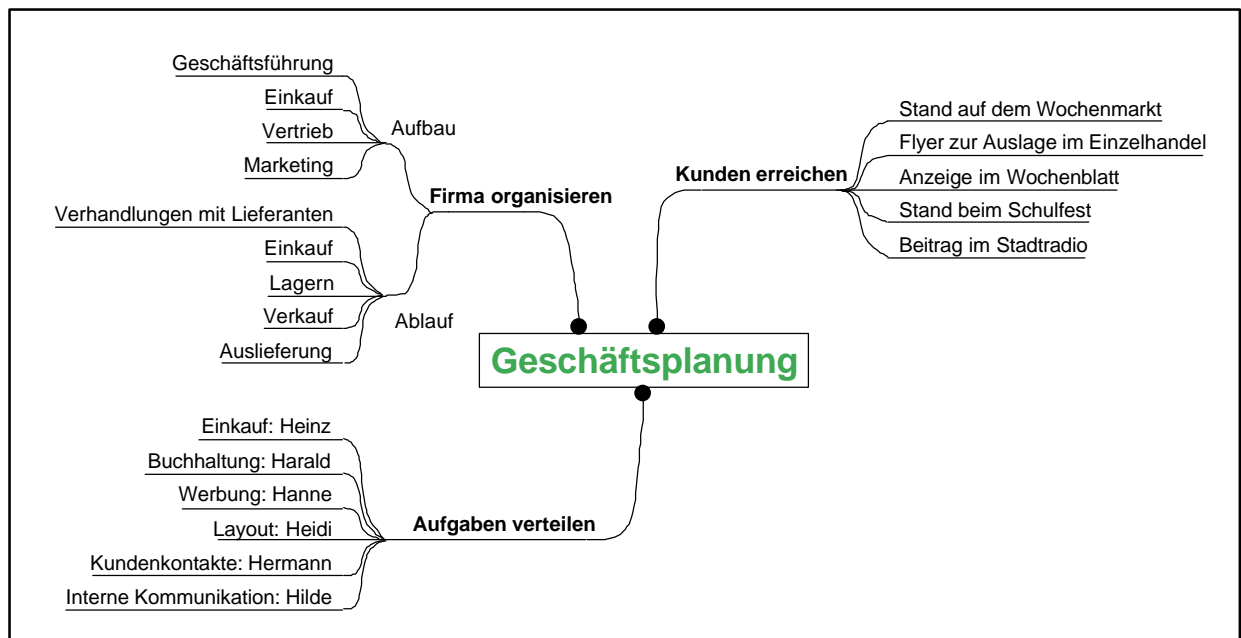 Geschäftsführung
Einkauf
Vertrieb
Marketing
Aufbau
Firma organisieren
Verhandlungen mit Lieferanten
Einkauf
Lagern
Verkauf
Auslieferung
Ablauf
Kunden erreichen
Stand auf dem Wochenmarkt
Flyer zur Auslage im Einzelhandel
Anzeige im Wochenblatt
Stand beim Schulfest
Beitrag im Stadtradio
Geschäftsplanung
Einkauf: Heinz
Buchhaltung: Harald
Werbung: Hanne
Layout: Heidi
Kundenkontakte: Hermann
Interne Kommunikation: Hilde
Aufgaben verteilen